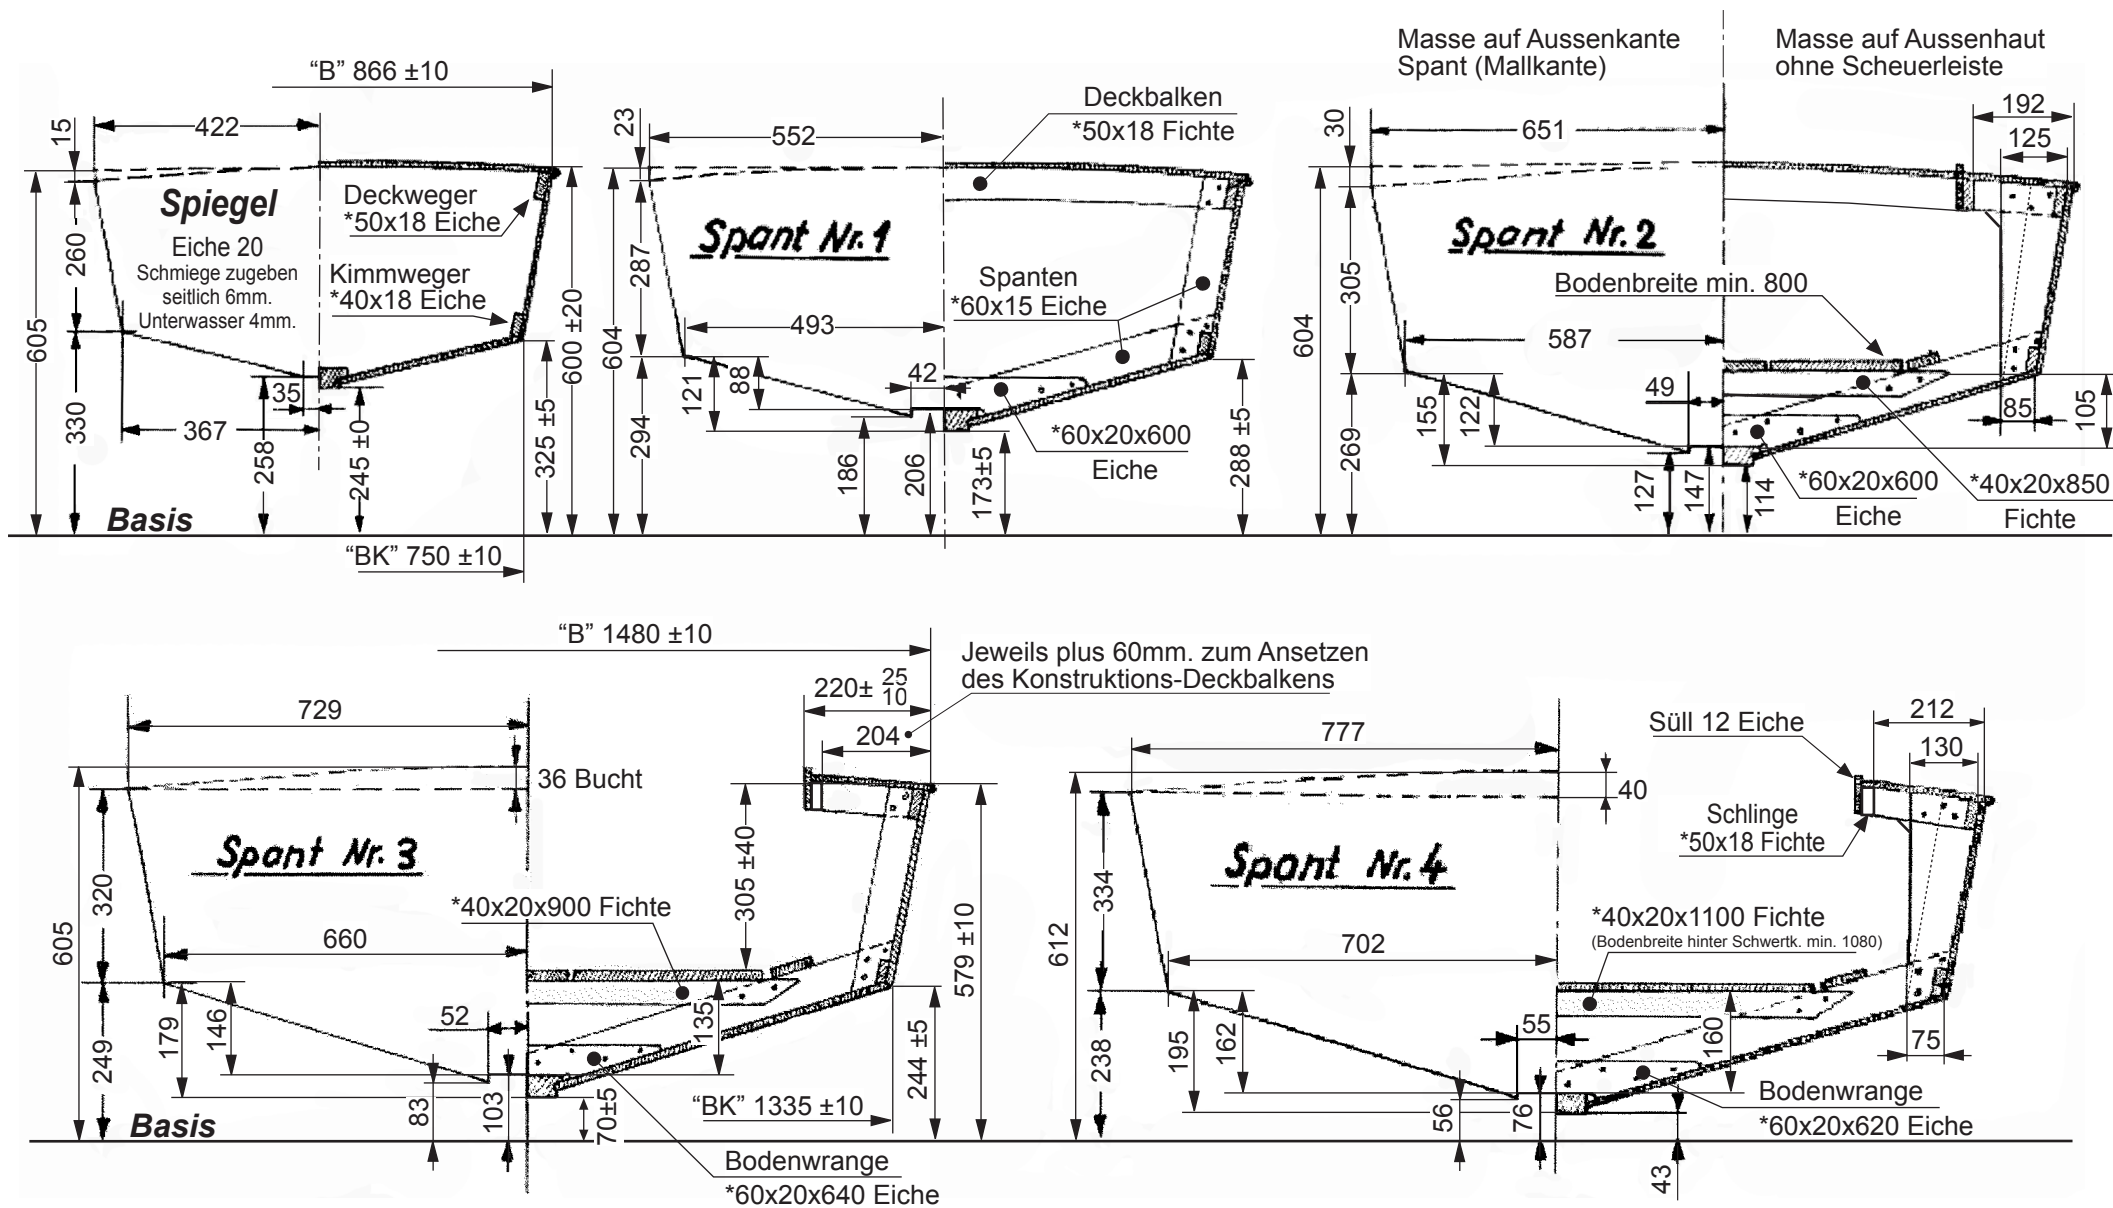 Masse auf Aussenkante
Spant (Mallkante)
Masse auf Aussenhaut
ohne Scheuerleiste
“B” 866 ±10
15
422
Spiegel
Eiche 20
Schmiege zugeben
seitlich 6mm.
Unterwasser 4mm.
Deckweger
*50x18 Eiche
Kimmweger
*40x18 Eiche
260
605
330
35
367
258
245 ±0
325 ±5
600 ±20
Basis
“BK” 750 ±10
23
552
Deckbalken
*50x18 Fichte
Spant Nr. 1
Spanten
*60x15 Eiche
287
604
294
493
121
88
42
186
206
173±5
*60x20x600
Eiche
288 ±5
30
651
192
125
Spant Nr. 2
Bodenbreite min. 800
305
604
269
587
49
155
122
127
147
114
85
105
*60x20x600
Eiche
*40x20x850
Fichte
“B” 1480 ±10
Jeweils plus 60mm. zum Ansetzen
des Konstruktions-Deckbalkens
220± 25
10
204
729
36 Bucht
Spant Nr. 3
*40x20x900 Fichte
305 ±40
579 ±10
320
605
249
660
179
146
52
135
83
103
70±5
244 ±5
“BK” 1335 ±10
Basis
Bodenwrange
*60x20x640 Eiche
777
40
Süll 12 Eiche
212
130
Schlinge
*50x18 Fichte
Spant Nr. 4
*40x20x1100 Fichte
(Bodenbreite hinter Schwertk. min. 1080)
334
612
238
702
195
162
55
160
75
56
76
43
Bodenwrange
*60x20x620 Eiche